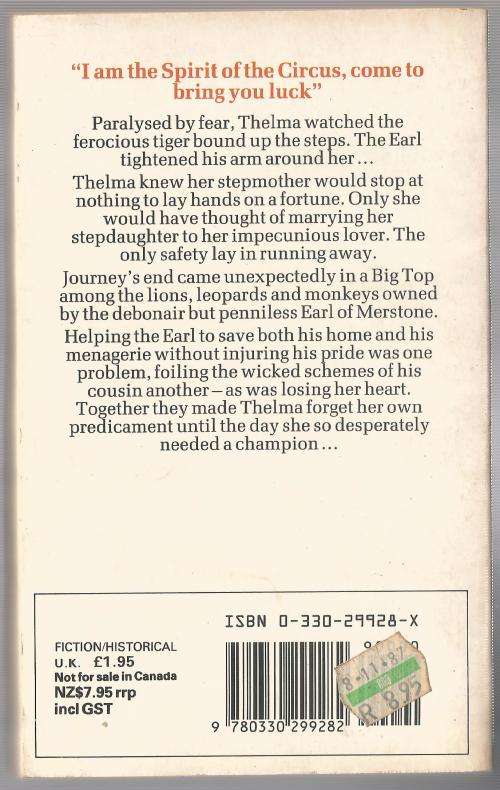 “I am the Spirit of the Circus, come to
bring you luck”
Paralysed by fear, Thelma watched the
ferocious tiger bound up the steps. The Earl
tightened his arm around her...
Thelma knew her stepmother would stop at
nothing to lay hands on a fortune. Only she
would have thought of marrying her
stepdaughter to her impecunious lover. The
only safety lay in running away.
Journey’s end came unexpectedly in a Big Top
among the lions, leopards and monkeys owned
by the debonair but penniless Earl of Merstone.
Helping the Earl to save both his home and his
menagerie without injuring his pride was one
problem, foiling the wicked schemes of his
cousin another – as was losing her heart.
Together they made Thelma forget her own
predicament until the day she so desperately
needed a champion...
ISBN 0-330-29928-X
FICTION/HISTORICAL
U.K. £1.95
Not for sale in Canada
NZ$7.95 rrp
incl GST
8-11-87
R 8.95
9 780330 299282